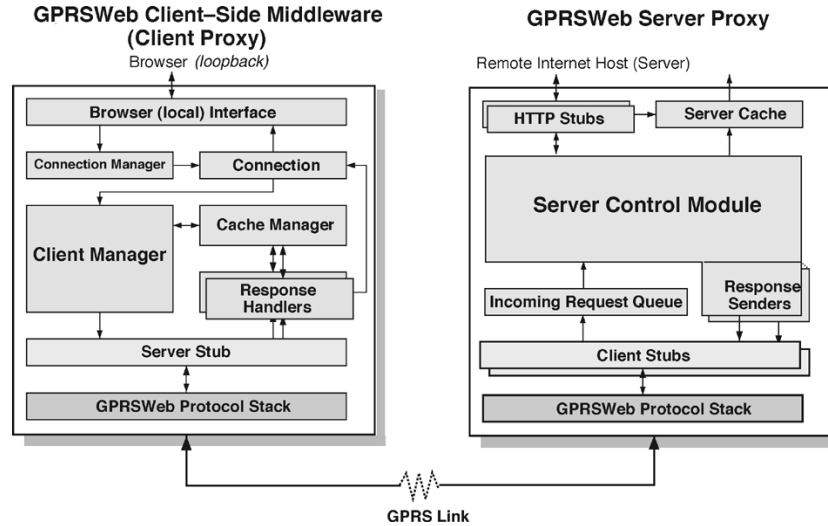 GPRSWeb Client–Side Middleware
(Client Proxy)
Browser (loopback)
Browser (local) Interface
Connection Manager
Connection
Client Manager
Cache Manager
Response
Handlers
Server Stub
GPRSWeb Protocol Stack
GPRSWeb Server Proxy
Remote Internet Host (Server)
HTTP Stubs
Server Cache
Server Control Module
Incoming Request Queue
Response
Senders
Client Stubs
GPRSWeb Protocol Stack
GPRS Link